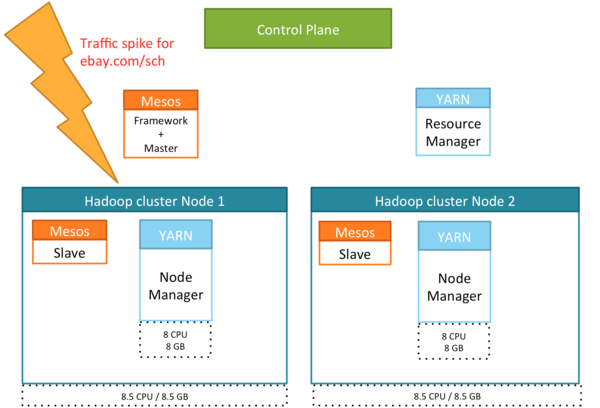 Control Plane
Traffic spike for
ebay.com/sch
Mesos
Framework
+
Master
YARN
Resource
Manager
Hadoop cluster Node 1
Mesos
Slave
YARN
Node
Manager
8 CPU
8 GB
8.5 CPU / 8.5 GB
Hadoop cluster Node 2
Mesos
Slave
YARN
Node
Manager
8 CPU
8 GB
8.5 CPU / 8.5 GB